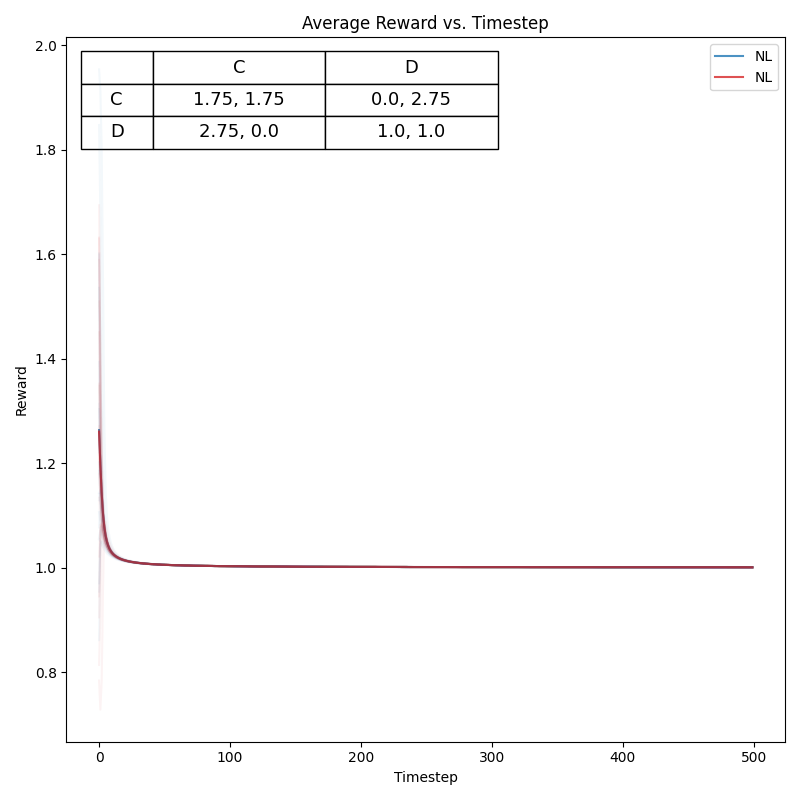 Average Reward vs. Timestep
C D
C 1.75, 1.75 0.0, 2.75
D 2.75, 0.0 1.0, 1.0
NL
NL
2.0
1.8
1.6
1.4
1.2
1.0
0.8
Reward
0 100 200 300 400 500
Timestep